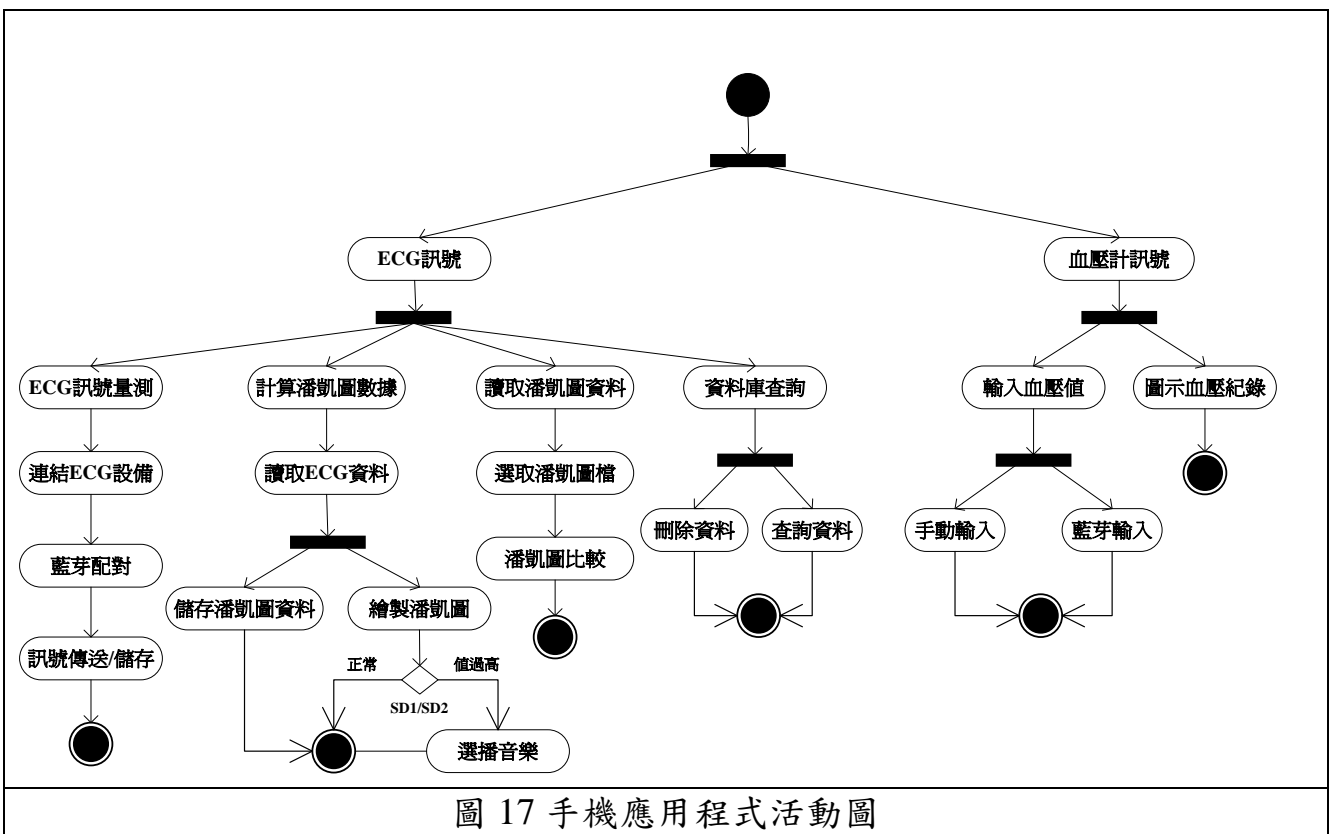 ECG訊號
血壓計訊號
ECG訊號量測
計算潘凱圖數據
讀取潘凱圖資料
資料庫查詢
輸入血壓值
圖示血壓紀錄
連結ECG設備
讀取ECG資料
選取潘凱圖檔
刪除資料
查詢資料
手動輸入
藍芽輸入
藍芽配對
潘凱圖比較
儲存潘凱圖資料
繪製潘凱圖
訊號傳送/儲存
正常
值過高
SD1/SD2
選播音樂
圖 17 手機應用程式活動圖